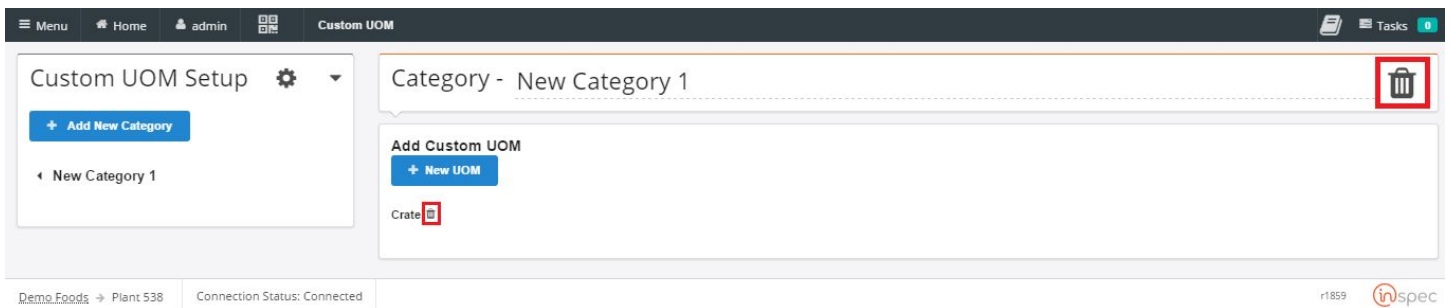 Menu Home admin Custom UOM Tasks 0
Custom UOM Setup
+ Add New Category
New Category 1
Category - New Category 1
Add Custom UOM
+ New UOM
Crate
Demo Foods → Plant 538 Connection Status: Connected r1859 inspec